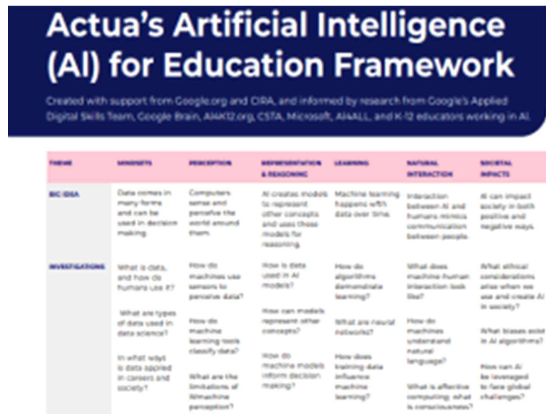 Actua's Artificial Intelligence
(AI) for Education Framework
Created with support from Google.org and CIRA, and informed by research from Google's Applied
Digital Skills Team, Google Brain, AI4K12.org, CSTA, Microsoft, AI4ALL, and K-12 educators working in AI.
THEME
MINDSETS
PERCEPTION
REPRESENTATION
& REASONING
LEARNING
NATURAL
INTERACTION
SOCIETAL
IMPACTS
BIG IDEA
Data comes in
many forms
and can be
used in decision
making.
Computers
sense and
perceive the
world around
them.
AI creates models
to represent
other concepts
and uses these
models for
reasoning.
Machine learning
happens with
data over time.
Interaction
between AI and
humans mimics
communication
between people.
AI can impact
society in both
positive and
negative ways.
INVESTIGATIONS
What is data,
and how do
humans use it?
What are types
of data used in
data science?
In what ways
is data applied
in careers and
society?
How do
machines use
sensors to
perceive data?
How do
machine
learning tools
classify data?
What are the
limitations of
AI/machine
perception?
How is data
used in AI
models?
How can models
represent other
concepts?
How do
machine models
inform decision
making?
How do
algorithms
demonstrate
learning?
What are neural
networks?
How does
training data
influence
machine
learning?
What does
machine-human
interaction look
like?
How do
machines
understand
natural
language?
What is affective
computing; what
is consciousness?
What ethical
considerations
arise when we
use and create AI
in society?
What biases exist
in AI algorithms?
How can AI
be leveraged
to face global
challenges?